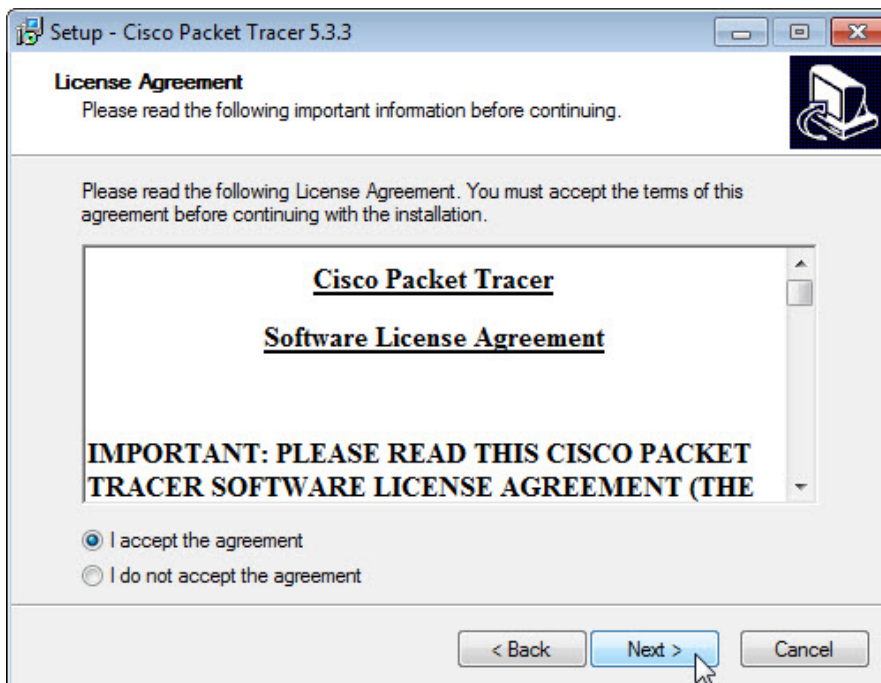 Setup - Cisco Packet Tracer 5.3.3
License Agreement
Please read the following important information before continuing.
Please read the following License Agreement. You must accept the terms of this
agreement before continuing with the installation.
Cisco Packet Tracer
Software License Agreement
IMPORTANT: PLEASE READ THIS CISCO PACKET
TRACER SOFTWARE LICENSE AGREEMENT (THE
I accept the agreement
I do not accept the agreement
< Back
Next >
Cancel